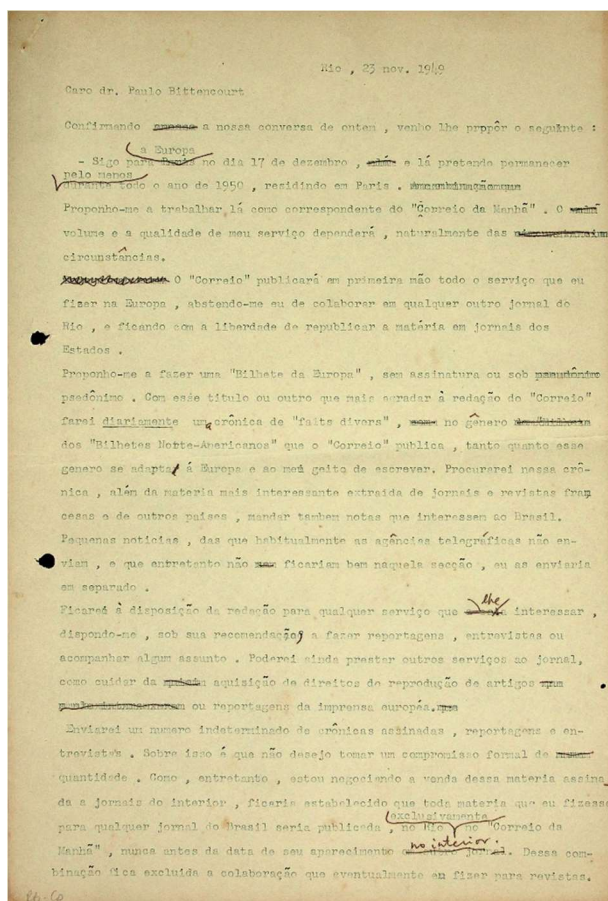 Rio , 23 nov. 1949
Caro dr. Paulo Bittencourt
Confirmando a nossa conversa de ontem , venho lhe propôr o seguinte :
a Europa
- Sigo para Paris no dia 17 de dezembro , e lá pretendo permanecer
pelo menos
durante todo o ano de 1950 , residindo em Paris .
Proponho-me a trabalhar lá como correspondente do "Correio da Manhã" . O
volume e a qualidade de meu serviço dependerá , naturalmente das
circunstâncias.
O "Correio" publicará em primeira mão todo o serviço que eu
fizer na Europa , abstendo-me eu de colaborar em qualquer outro jornal do
Rio , e ficando com a liberdade de republicar a matéria em jornais dos
Estados .
Proponho-me a fazer uma "Bilhete da Europa" , sem assinatura ou sob pseudônimo
psedônimo . Com esse titulo ou outro que mais agradar à redação do "Correio"
farei diariamente uma crônica de "faits divers" , no gênero
dos "Bilhetes Norte-Americanos" que o "Correio" publica , tanto quanto esse
genero se adapta á Europa e ao meu geito de escrever. Procurarei nessa crô-
nica , além da materia mais interessante extraida de jornais e revistas fran
cesas e de outros paises , mandar tambem notas que interessem ao Brasil.
Pequenas noticias , das que habitualmente as agências telegráficas não en-
viam , e que entretento não ficariam bem naquela secção , eu as enviaria
em separado .
Ficarei à disposição da redação para qualquer serviço que lhe interessar ,
dispondo-me , sob sua recomendação, a fazer reportagens , entrevistas ou
acompanhar algum assunto . Poderei ainda prestar outros serviços ao jornal,
como cuidar da aquisição de direitos de reprodução de artigos
ou reportagens da imprensa européa.
Enviarei um numero indeterminado de crônicas assinadas , reportagens e en-
trevistas . Sobre isso é que não desejo tomar um compromisso formal de
quantidade . Como , entretanto , estou negociando a venda dessa materia assina_
da a jornais do interior , ficaria estabelecido que toda materia que eu fizesse
exclusivamente
para qualquer jornal do Brasil seria publicada , no Rio no "Correio da
no interior.
Manhã" , nunca antes da data de seu aparecimento jornal. Dessa com-
binação fica excluida a colaboração que eventualmente eu fizer para revistas.